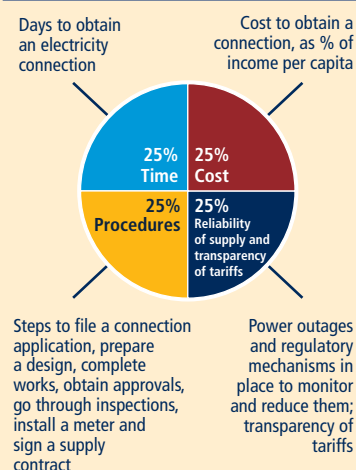 Days to obtain
an electricity
connection
Cost to obtain a
connection, as % of
income per capita
25%
Time
25%
Cost
25%
Procedures
25%
Reliability
of supply and
transparency
of tariffs
Steps to file a connection
application, prepare
a design, complete
works, obtain approvals,
go through inspections,
install a meter and
sign a supply
contract
Power outages
and regulatory
mechanisms in
place to monitor
and reduce them;
transparency of
tariffs